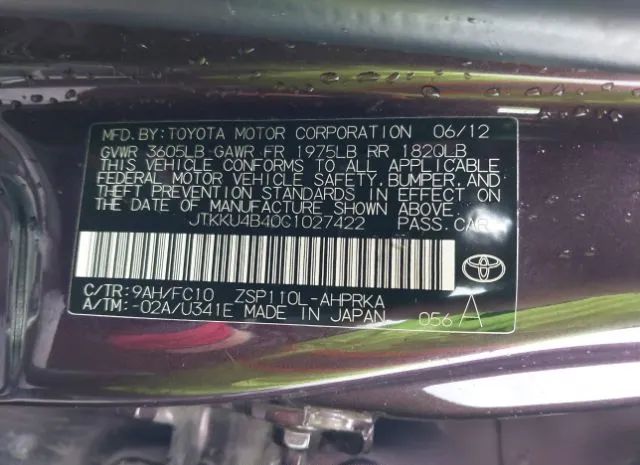 MFD. BY: TOYOTA MOTOR CORPORATION 06/12
GVWR 3605LB GAWR FR 1975LB RR 1820LB
THIS VEHICLE CONFORMS TO ALL APPLICABLE
FEDERAL MOTOR VEHICLE SAFETY, BUMPER, AND
THEFT PREVENTION STANDARDS IN EFFECT ON
THE DATE OF MANUFACTURE SHOWN ABOVE.
JTKKU4B40C1027422 PASS. CAR
C/TR: 9AH/FC10 ZSP110L-AHPRKA
A/TM: -02A/U341E MADE IN JAPAN 056 A